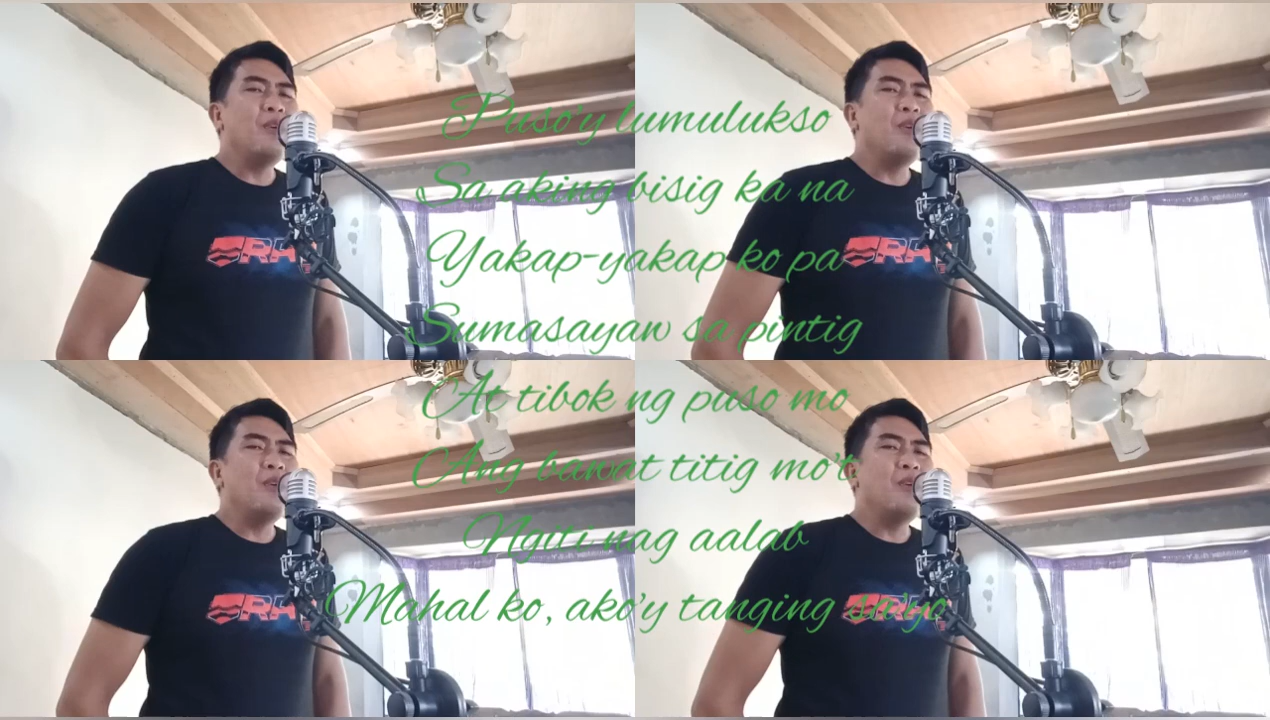 Puso'y lumulukso
Sa aking bisig ka na
Yakap-yakap ko pa
Sumasayaw sa pintig
At tibok ng puso mo
Ang bawat titig mo't
Ngiti nag aalab
Mahal ko, ako'y tanging sa'yo